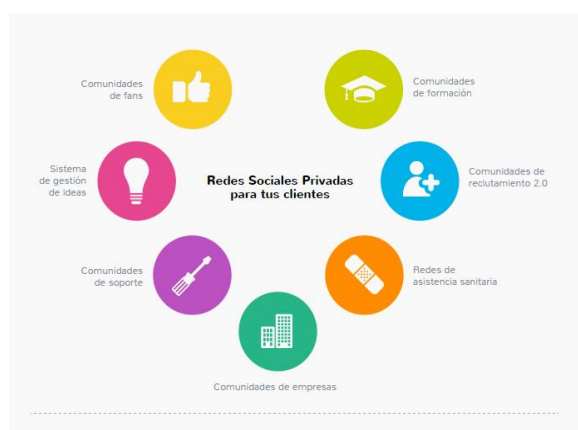 Comunidades
de fans
Comunidades
de formación
Sistema
de gestión
de ideas
Redes Sociales Privadas
para tus clientes
Comunidades de
reclutamiento 2.0
Comunidades
de soporte
Redes de
asistencia sanitaria
Comunidades de empresas